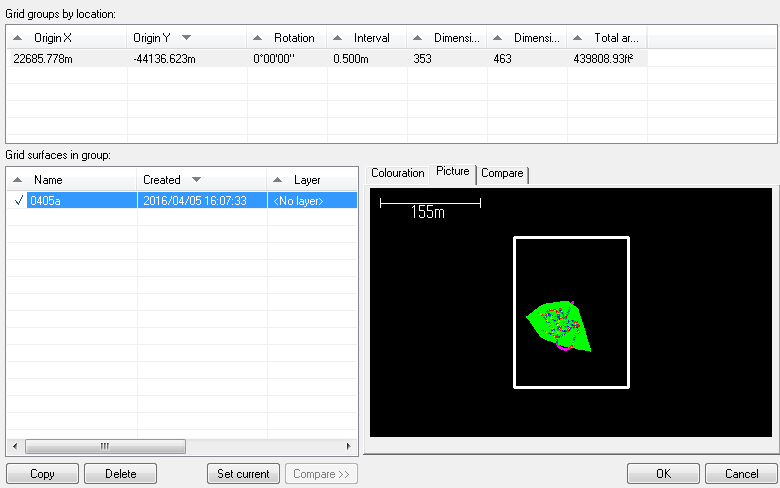 Grid groups by location:
Origin X Origin Y Rotation Interval Dimensi... Dimensi... Total ar...
22685.778m -44136.623m 0°00'00'' 0.500m 353 463 439808.93ft²
Grid surfaces in group:
Name Created Layer
0405a 2016/04/05 16:07:33 <No layer>
Colouration Picture Compare
155m
Copy Delete Set current Compare >> OK Cancel